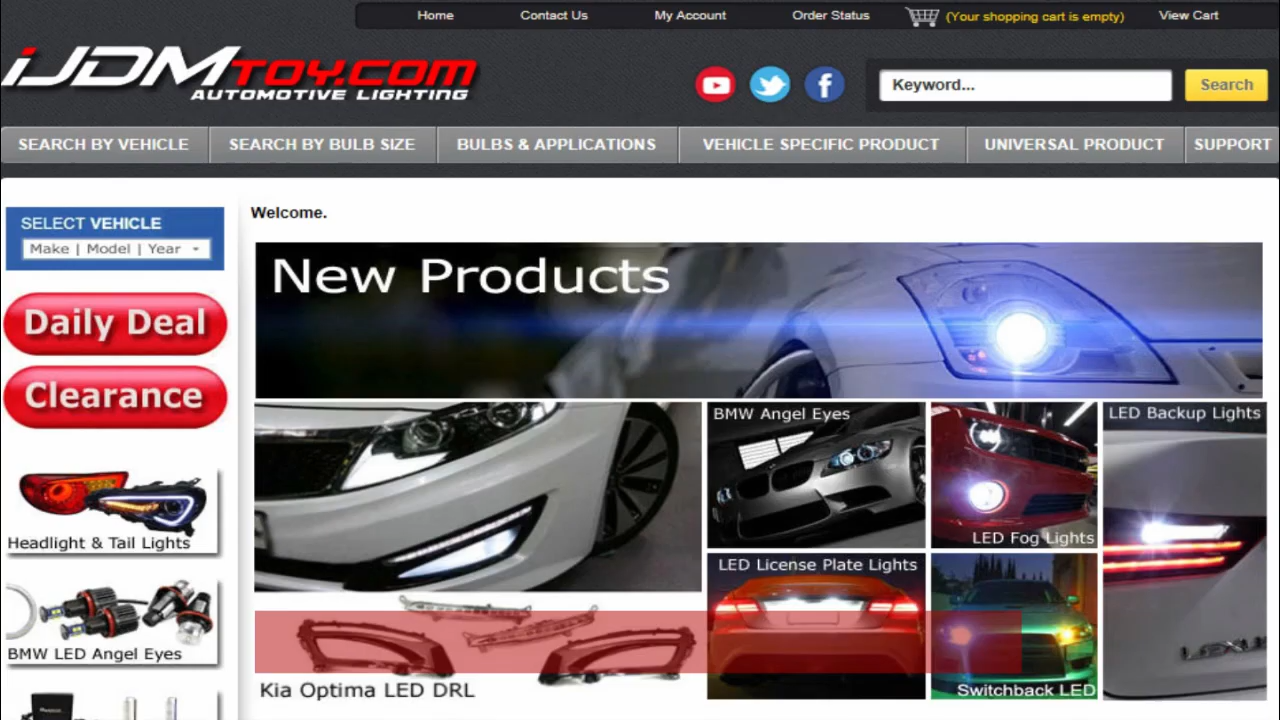 Home Contact Us My Account Order Status (Your shopping cart is empty) View Cart
iJDMTOY.COM
AUTOMOTIVE LIGHTING
Keyword... Search
SEARCH BY VEHICLE SEARCH BY BULB SIZE BULBS & APPLICATIONS VEHICLE SPECIFIC PRODUCT UNIVERSAL PRODUCT SUPPORT
SELECT VEHICLE
Make | Model | Year
Daily Deal
Clearance
Headlight & Tail Lights
BMW LED Angel Eyes
Welcome.
New Products
BMW Angel Eyes
LED Backup Lights
LED Fog Lights
LED License Plate Lights
Kia Optima LED DRL
Switchback LED